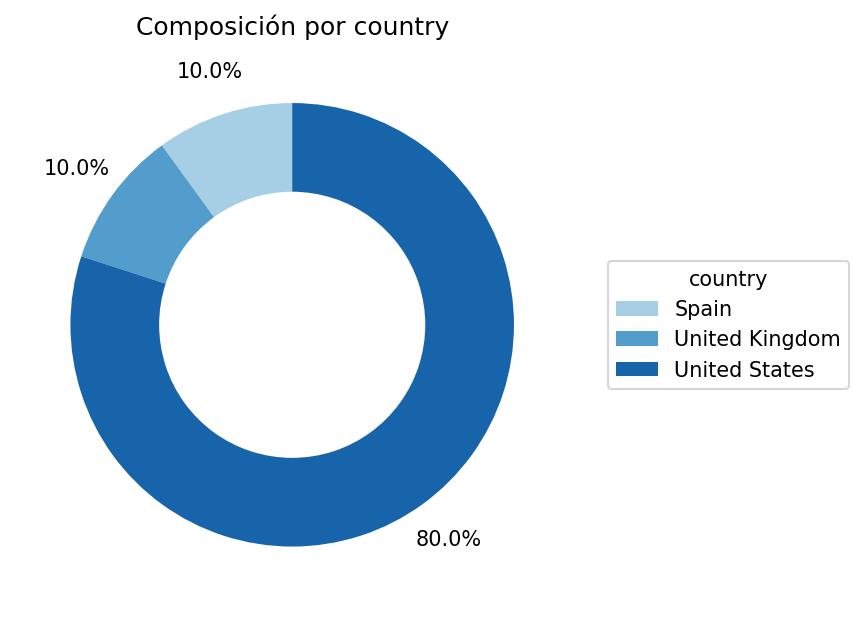 Composición por country
10.0%
10.0%
80.0%
country
Spain
United Kingdom
United States